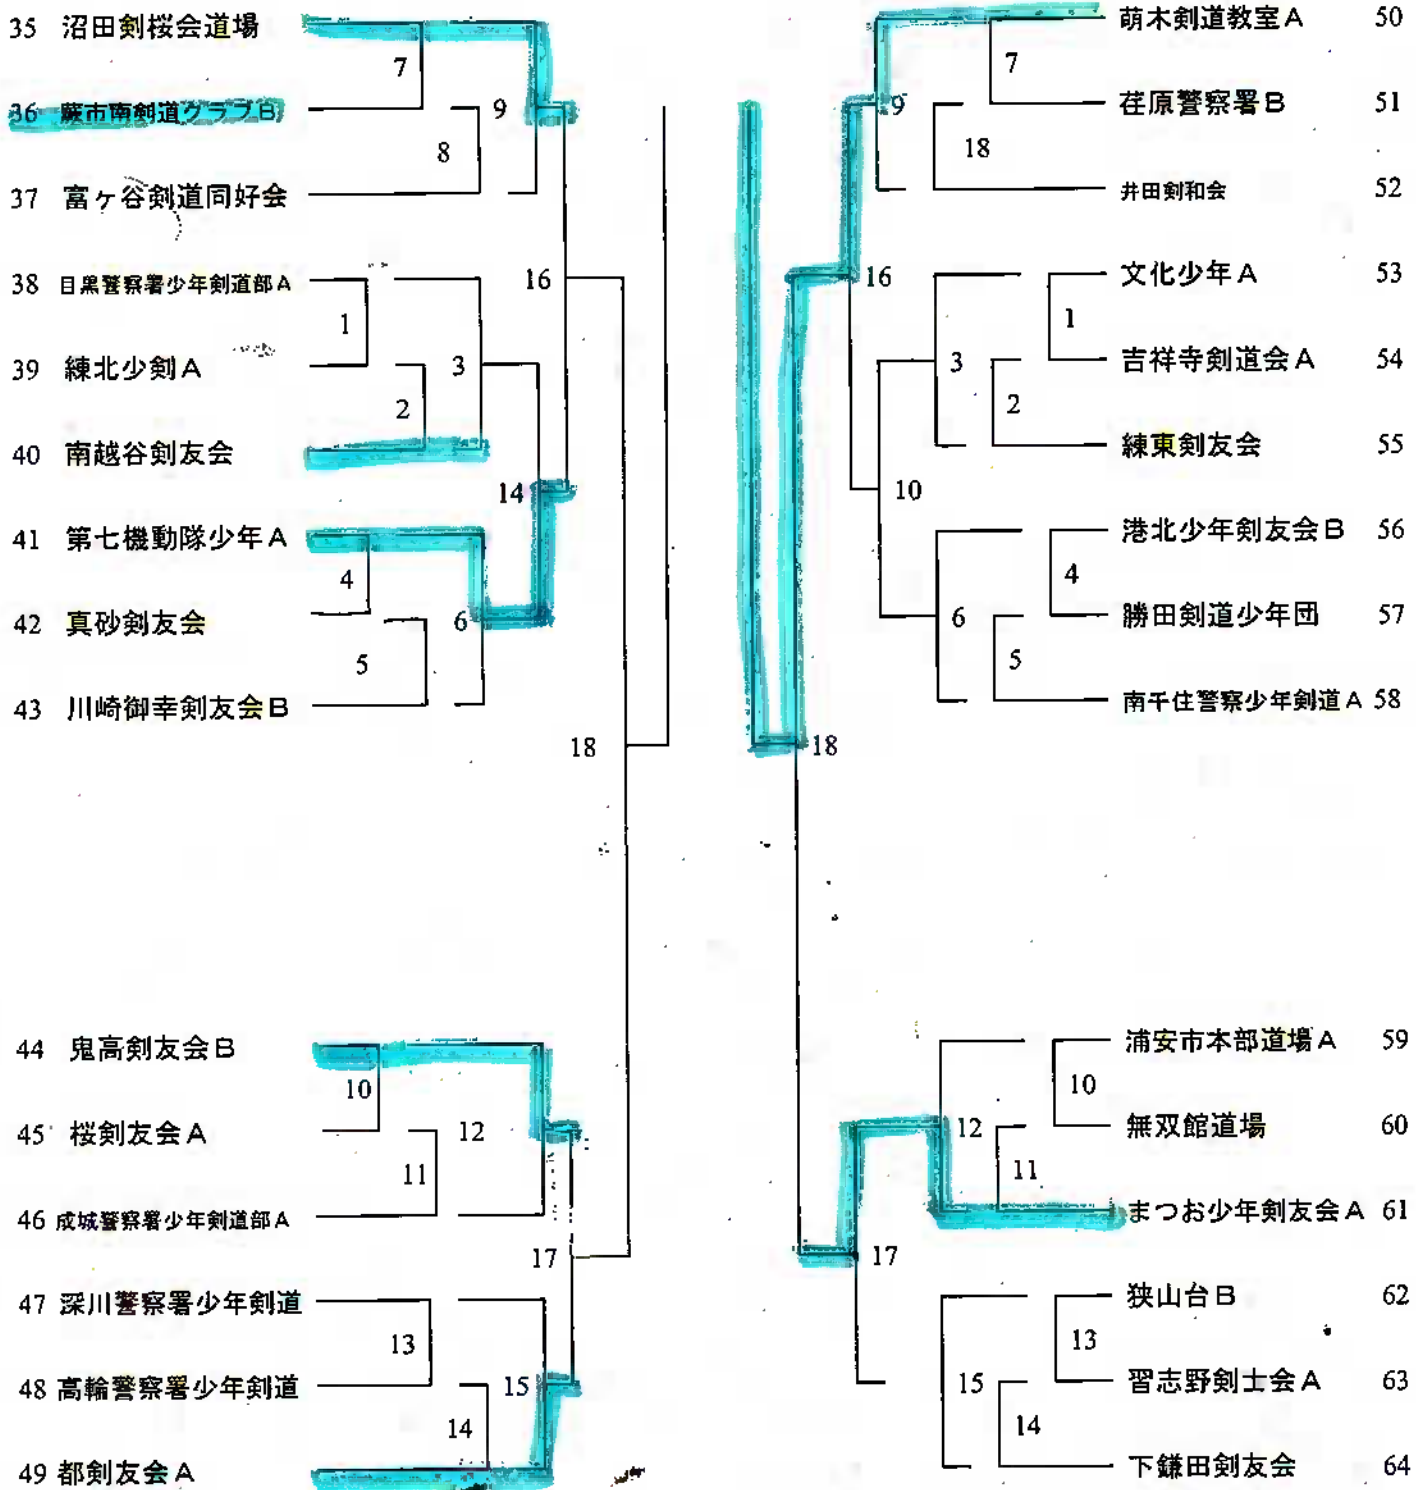 35 沼田剣桜会道場
7
36 蕨市南剣道クラブB
9
8
37 富ヶ谷剣道同好会
38 目黒警察署少年剣道部A
16
1
39 練北少剣A
3
2
40 南越谷剣友会
14
41 第七機動隊少年A
4
42 真砂剣友会
6
5
43 川崎御幸剣友会B
18
44 鬼高剣友会B
10
45 桜剣友会A
12
11
46 成城警察署少年剣道部A
17
47 深川警察署少年剣道
13
48 高輪警察署少年剣道
15
14
49 都剣友会A
萌木剣道教室A 50
7
9
荏原警察署B 51
18
井田剣和会 52
文化少年A 53
16
1
吉祥寺剣道会A 54
3
2
練東剣友会 55
10
港北少年剣友会B 56
4
勝田剣道少年団 57
6
5
南千住警察少年剣道A 58
18
浦安市本部道場A 59
10
無双館道場 60
12
11
まつお少年剣友会A 61
17
狭山台B 62
13
習志野剣士会A 63
15
14
下鎌田剣友会 64